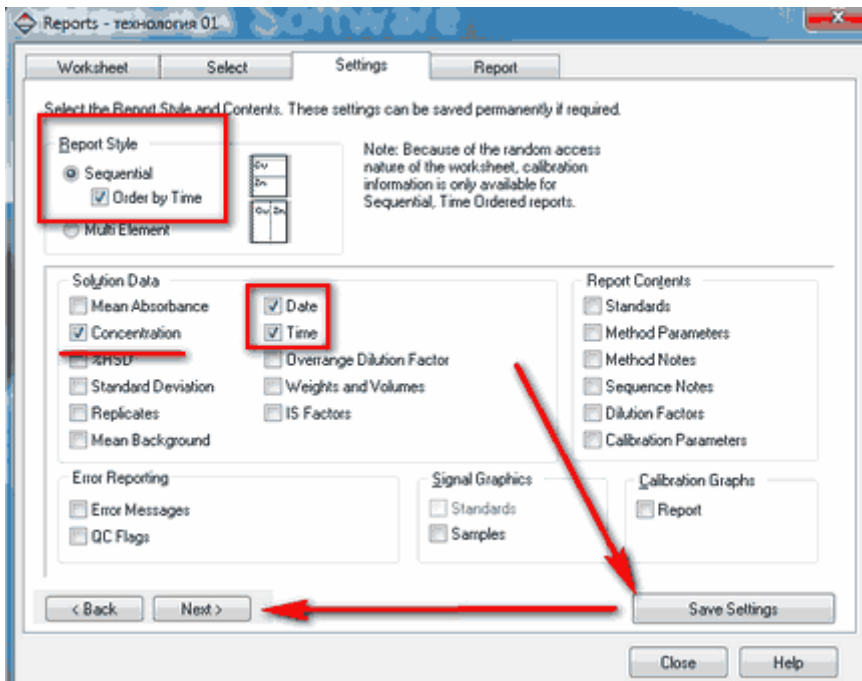 Reports - технология 01
Worksheet Select Settings Report
Select the Report Style and Contents. These settings can be saved permanently if required.
Report Style
Sequential
Order by Time
Multi Element
Cu
Zn
Cu Zn
Note: Because of the random access
nature of the worksheet, calibration
information is only available for
Sequential, Time Ordered reports.
Solution Data
Mean Absorbance
Concentration
%RSD
Standard Deviation
Replicates
Mean Background
Date
Time
Overrange Dilution Factor
Weights and Volumes
IS Factors
Report Contents
Standards
Method Parameters
Method Notes
Sequence Notes
Dilution Factors
Calibration Parameters
Error Reporting
Error Messages
QC Flags
Signal Graphics
Standards
Samples
Calibration Graphs
Report
< Back Next > Save Settings
Close Help